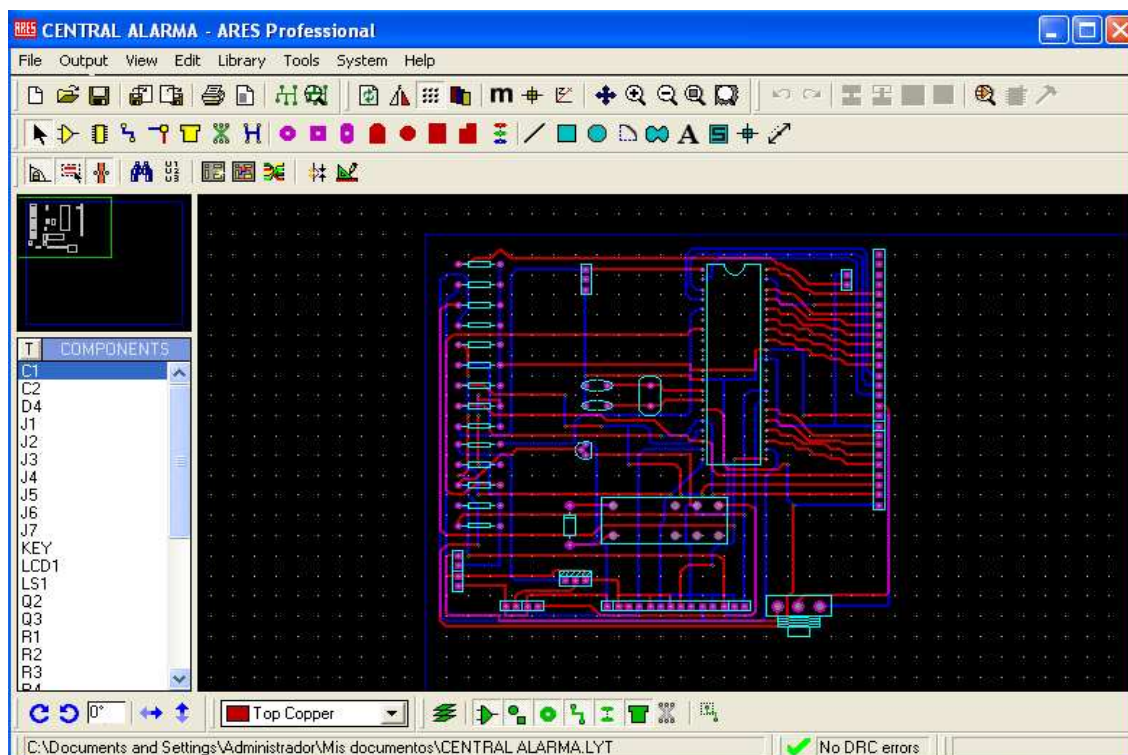 ARES CENTRAL ALARMA - ARES Professional
File Output View Edit Library Tools System Help
T COMPONENTS
C1
C2
D4
J1
J2
J3
J4
J5
J6
J7
KEY
LCD1
LS1
Q2
Q3
R1
R2
R3
R4
0° Top Copper
C:\Documents and Settings\Administrador\Mis documentos\CENTRAL ALARMA.LYT No DRC errors